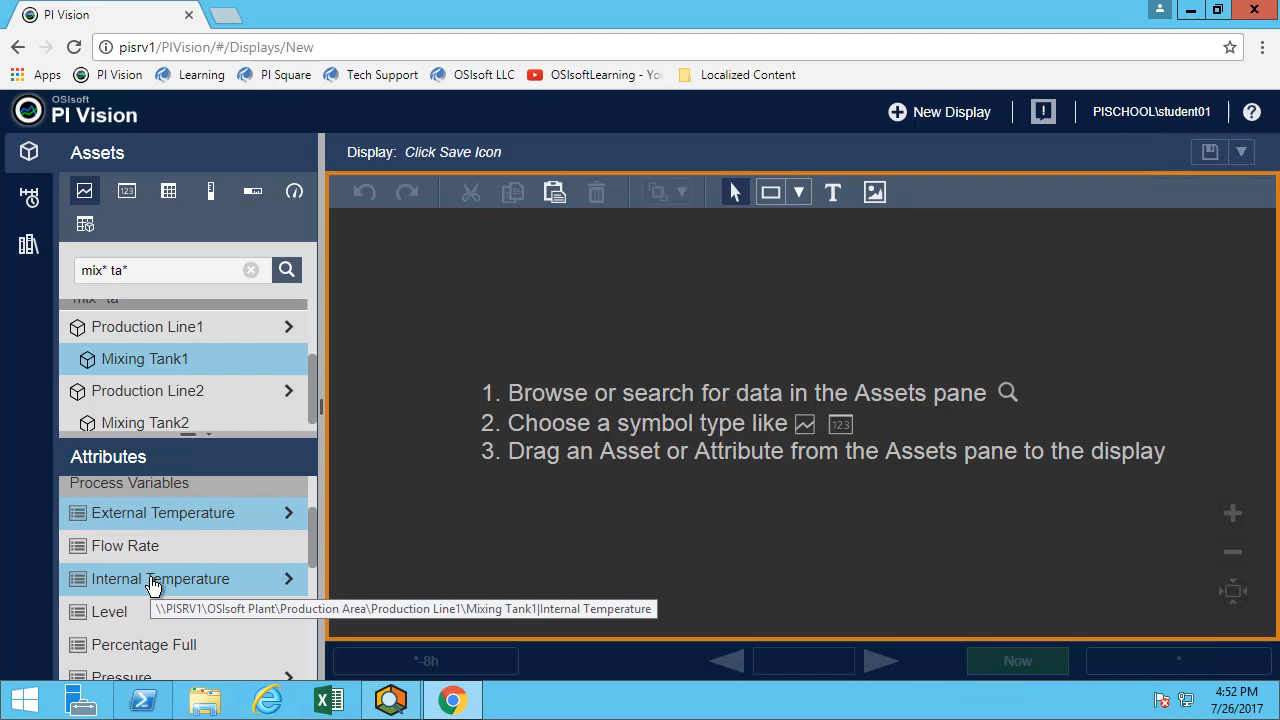 PI Vision
pisrv1/PIVision/#/Displays/New
Apps PI Vision Learning PI Square Tech Support OSIsoft LLC OSIsoftLearning - Yo Localized Content
OSIsoft
PI Vision
New Display PISCHOOL\student01
Assets
Display: Click Save Icon
123
mix* ta*
mix* ta*
Production Line1
Mixing Tank1
Production Line2
Mixing Tank2
1. Browse or search for data in the Assets pane
2. Choose a symbol type like 123
3. Drag an Asset or Attribute from the Assets pane to the display
Attributes
Process Variables
External Temperature
Flow Rate
Internal Temperature
Level
\\PISRV1\OSIsoft Plant\Production Area\Production Line1\Mixing Tank1|Internal Temperature
Percentage Full
Pressure
*-8h Now *
4:52 PM
7/26/2017